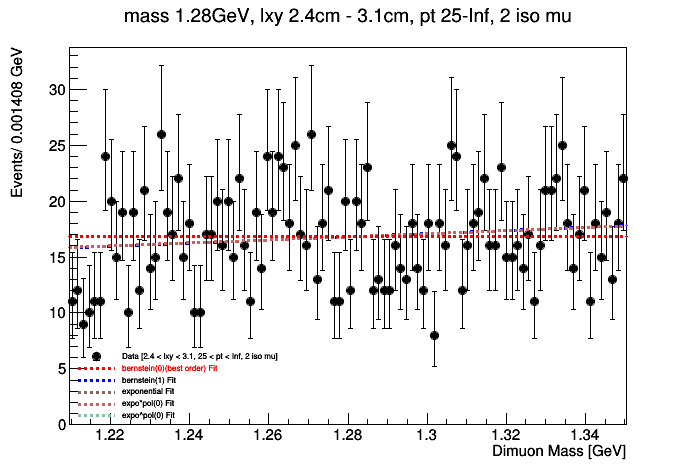 mass 1.28GeV, lxy 2.4cm - 3.1cm, pt 25-Inf, 2 iso mu
Events/ 0.001408 GeV
30
25
20
15
10
5
0
Data [2.4 < lxy < 3.1, 25 < pt < Inf, 2 iso mu]
bernstein(0)(best order) Fit
bernstein(1) Fit
exponential Fit
expo*pol(0) Fit
expo^pol(0) Fit
1.22 1.24 1.26 1.28 1.3 1.32 1.34
Dimuon Mass [GeV]